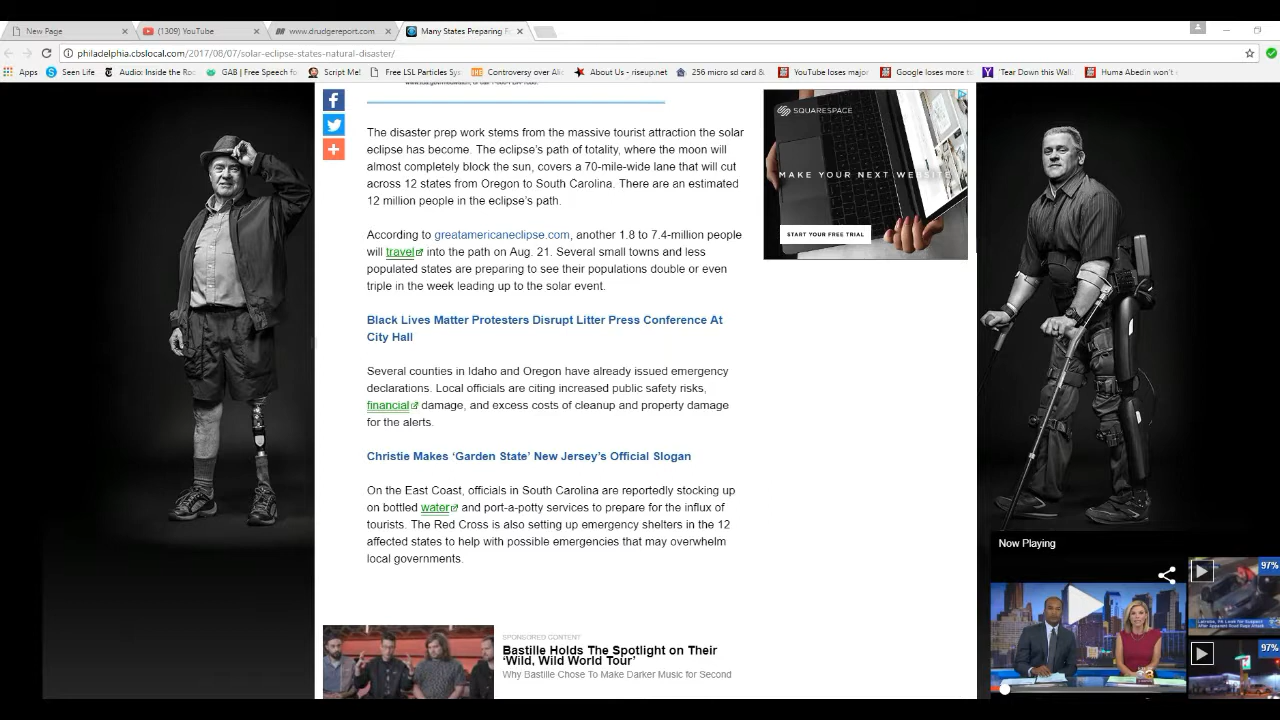 New Page
(1309) YouTube
www.drudgereport.com
Many States Preparing F
philadelphia.cbslocal.com/2017/08/07/solar-eclipse-states-natural-disaster/
Apps
Seen Life
Audio: Inside the Ro
GAB | Free Speech fo
Script Me!
Free LSL Particles Sy
Controversy over Ali
About Us - riseup.net
256 micro sd card &
YouTube loses major
Google loses more to
'Tear Down this Wall
Huma Abedin won't
The disaster prep work stems from the massive tourist attraction the solar
eclipse has become. The eclipse's path of totality, where the moon will
almost completely block the sun, covers a 70-mile-wide lane that will cut
across 12 states from Oregon to South Carolina. There are an estimated
12 million people in the eclipse's path.
According to greatamericaneclipse.com, another 1.8 to 7.4-million people
will travel into the path on Aug. 21. Several small towns and less
populated states are preparing to see their populations double or even
triple in the week leading up to the solar event.
Black Lives Matter Protesters Disrupt Litter Press Conference At
City Hall
Several counties in Idaho and Oregon have already issued emergency
declarations. Local officials are citing increased public safety risks,
financial damage, and excess costs of cleanup and property damage
for the alerts.
Christie Makes 'Garden State' New Jersey's Official Slogan
On the East Coast, officials in South Carolina are reportedly stocking up
on bottled water and port-a-potty services to prepare for the influx of
tourists. The Red Cross is also setting up emergency shelters in the 12
affected states to help with possible emergencies that may overwhelm
local governments.
SPONSORED CONTENT
Bastille Holds The Spotlight on Their
'Wild, Wild World Tour'
Why Bastille Chose To Make Darker Music for Second
SQUARESPACE
MAKE YOUR NEXT WEBSITE
START YOUR FREE TRIAL
Now Playing
97%
97%